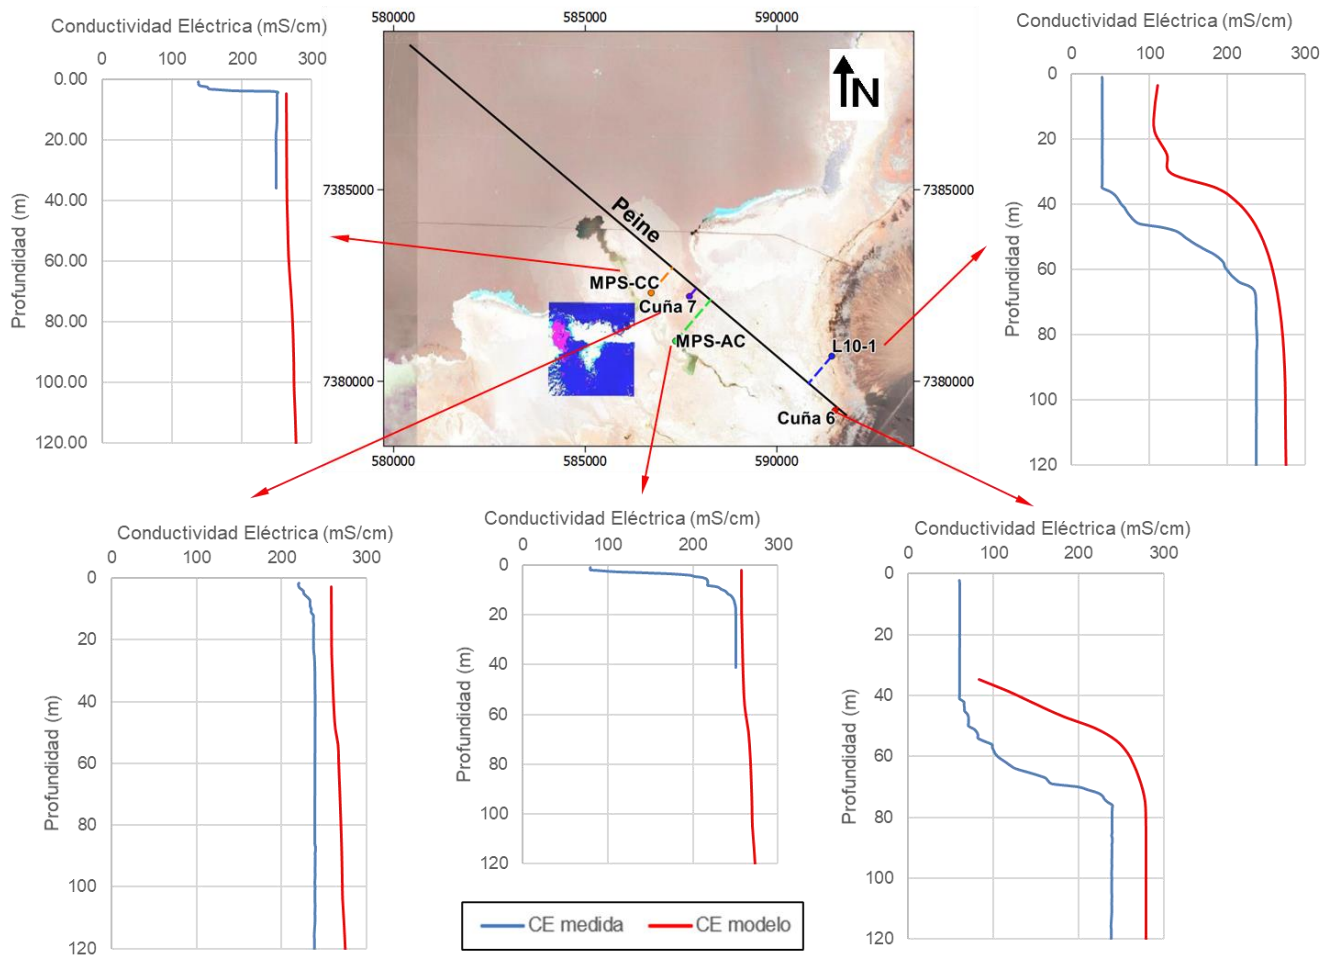 Conductividad Eléctrica (mS/cm)
0 100 200 300
0.00
20.00
40.00
60.00
80.00
100.00
120.00
Profundidad (m)
580000 585000 590000
N
7385000 7385000
Peine
MPS-CC
Cuña 7
MPS-AC
L10-1
7380000 7380000
Cuña 6
580000 585000 590000
Conductividad Eléctrica (mS/cm)
0 100 200 300
0
20
40
60
80
100
120
Profundidad (m)
Conductividad Eléctrica (mS/cm)
0 100 200 300
0
20
40
60
80
100
120
Profundidad (m)
Conductividad Eléctrica (mS/cm)
0 100 200 300
0
20
40
60
80
100
120
Profundidad (m)
Conductividad Eléctrica (mS/cm)
0 100 200 300
0
20
40
60
80
100
120
Profundidad (m)
CE medida CE modelo